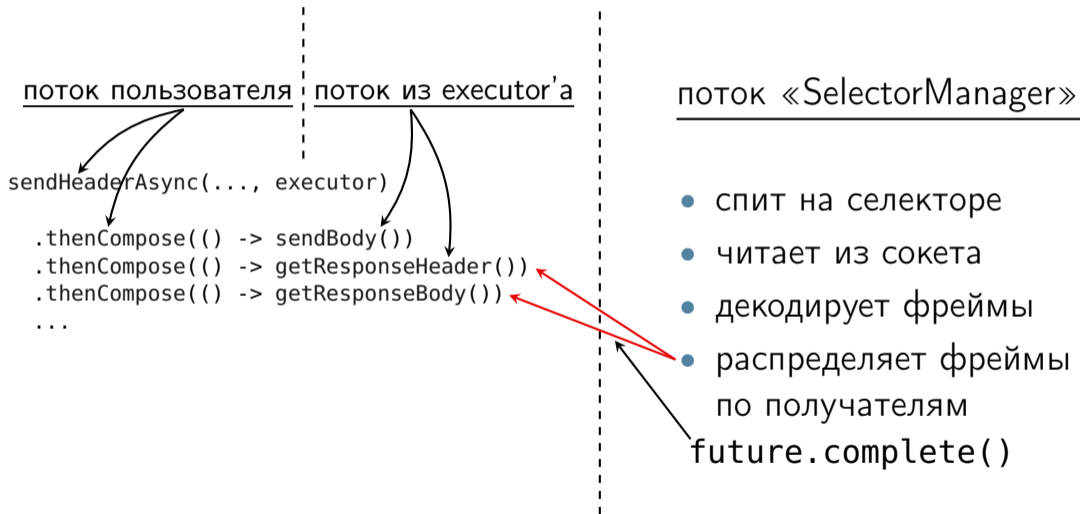 поток пользователя
поток из executor'а
sendHeaderAsync(..., executor)
.thenCompose(() -> sendBody())
.thenCompose(() -> getResponseHeader())
.thenCompose(() -> getResponseBody())
...
поток «SelectorManager»
спит на селекторе
читает из сокета
декодирует фреймы
распределяет фреймы
по получателям
future.complete()